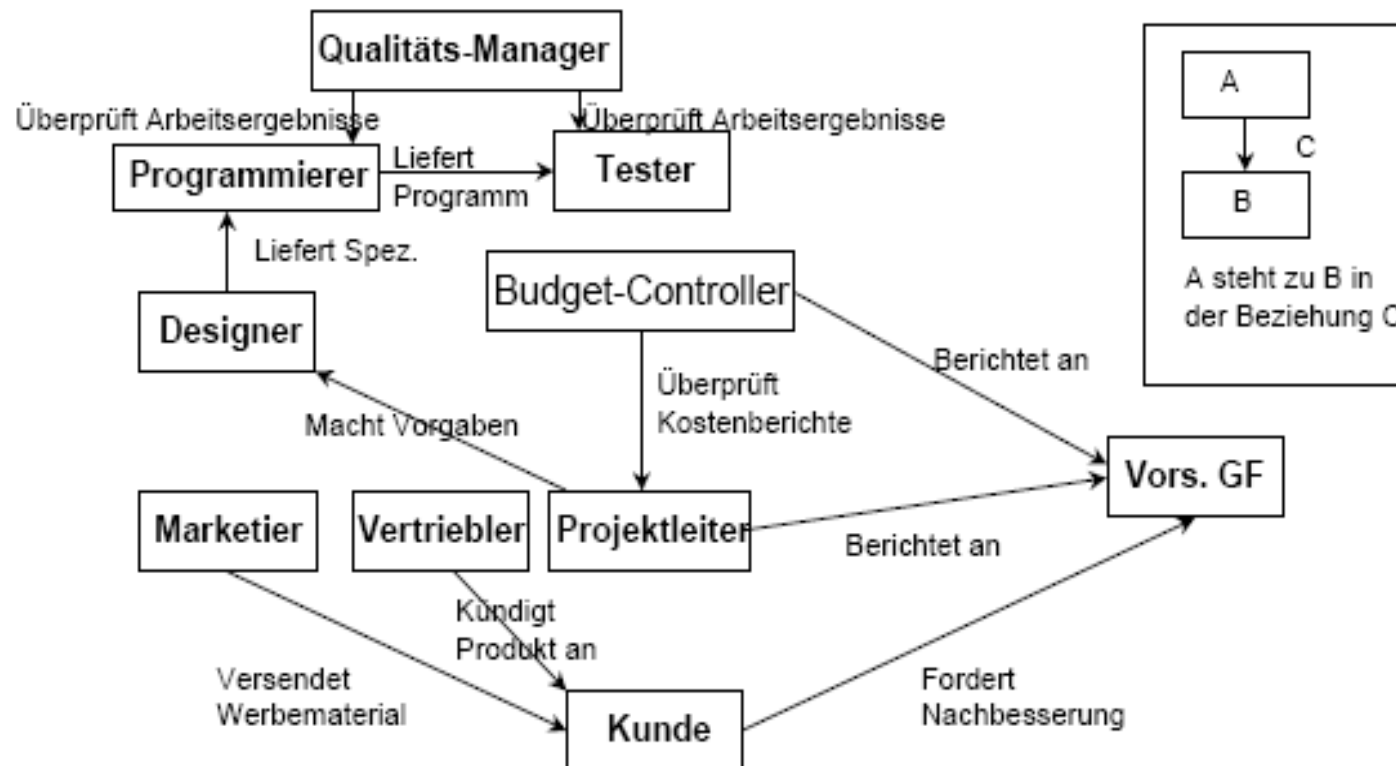 Qualitäts-Manager
Überprüft Arbeitsergebnisse
Überprüft Arbeitsergebnisse
Programmierer
Liefert
Programm
Tester
Liefert Spez.
Designer
Budget-Controller
Berichtet an
Überprüft
Kostenberichte
Macht Vorgaben
Marketier
Vertriebler
Projektleiter
Vors. GF
Berichtet an
Kündigt
Produkt an
Versendet
Werbematerial
Kunde
Fordert
Nachbesserung
A
C
B
A steht zu B in
der Beziehung C